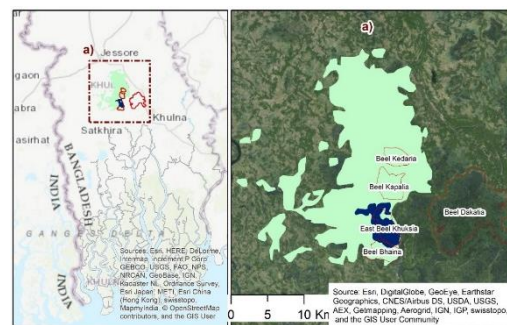 a)
Jessore
gaon
KHUL
abra
Khulna
asirhat
Satkhira
BANGLADESH
INDIA
INDIA
GANGES DELTA
Sources: Esri, HERE, DeLorme,
Intermap, increment P Corp.,
GEBCO, USGS, FAO, NPS,
NRCAN, GeoBase, IGN,
Kadaster NL, Ordnance Survey,
Esri Japan, METI, Esri China
(Hong Kong), swisstopo,
MapmyIndia, © OpenStreetMap
contributors, and the GIS User
a)
Beel Kedaria
Beel Kapalia
Beel Dakatia
East Beel Khuksia
Beel Bhaina
0 5 10 Km
Source: Esri, DigitalGlobe, GeoEye, Earthstar
Geographics, CNES/Airbus DS, USDA, USGS,
AEX, Getmapping, Aerogrid, IGN, IGP, swisstopo,
and the GIS User Community